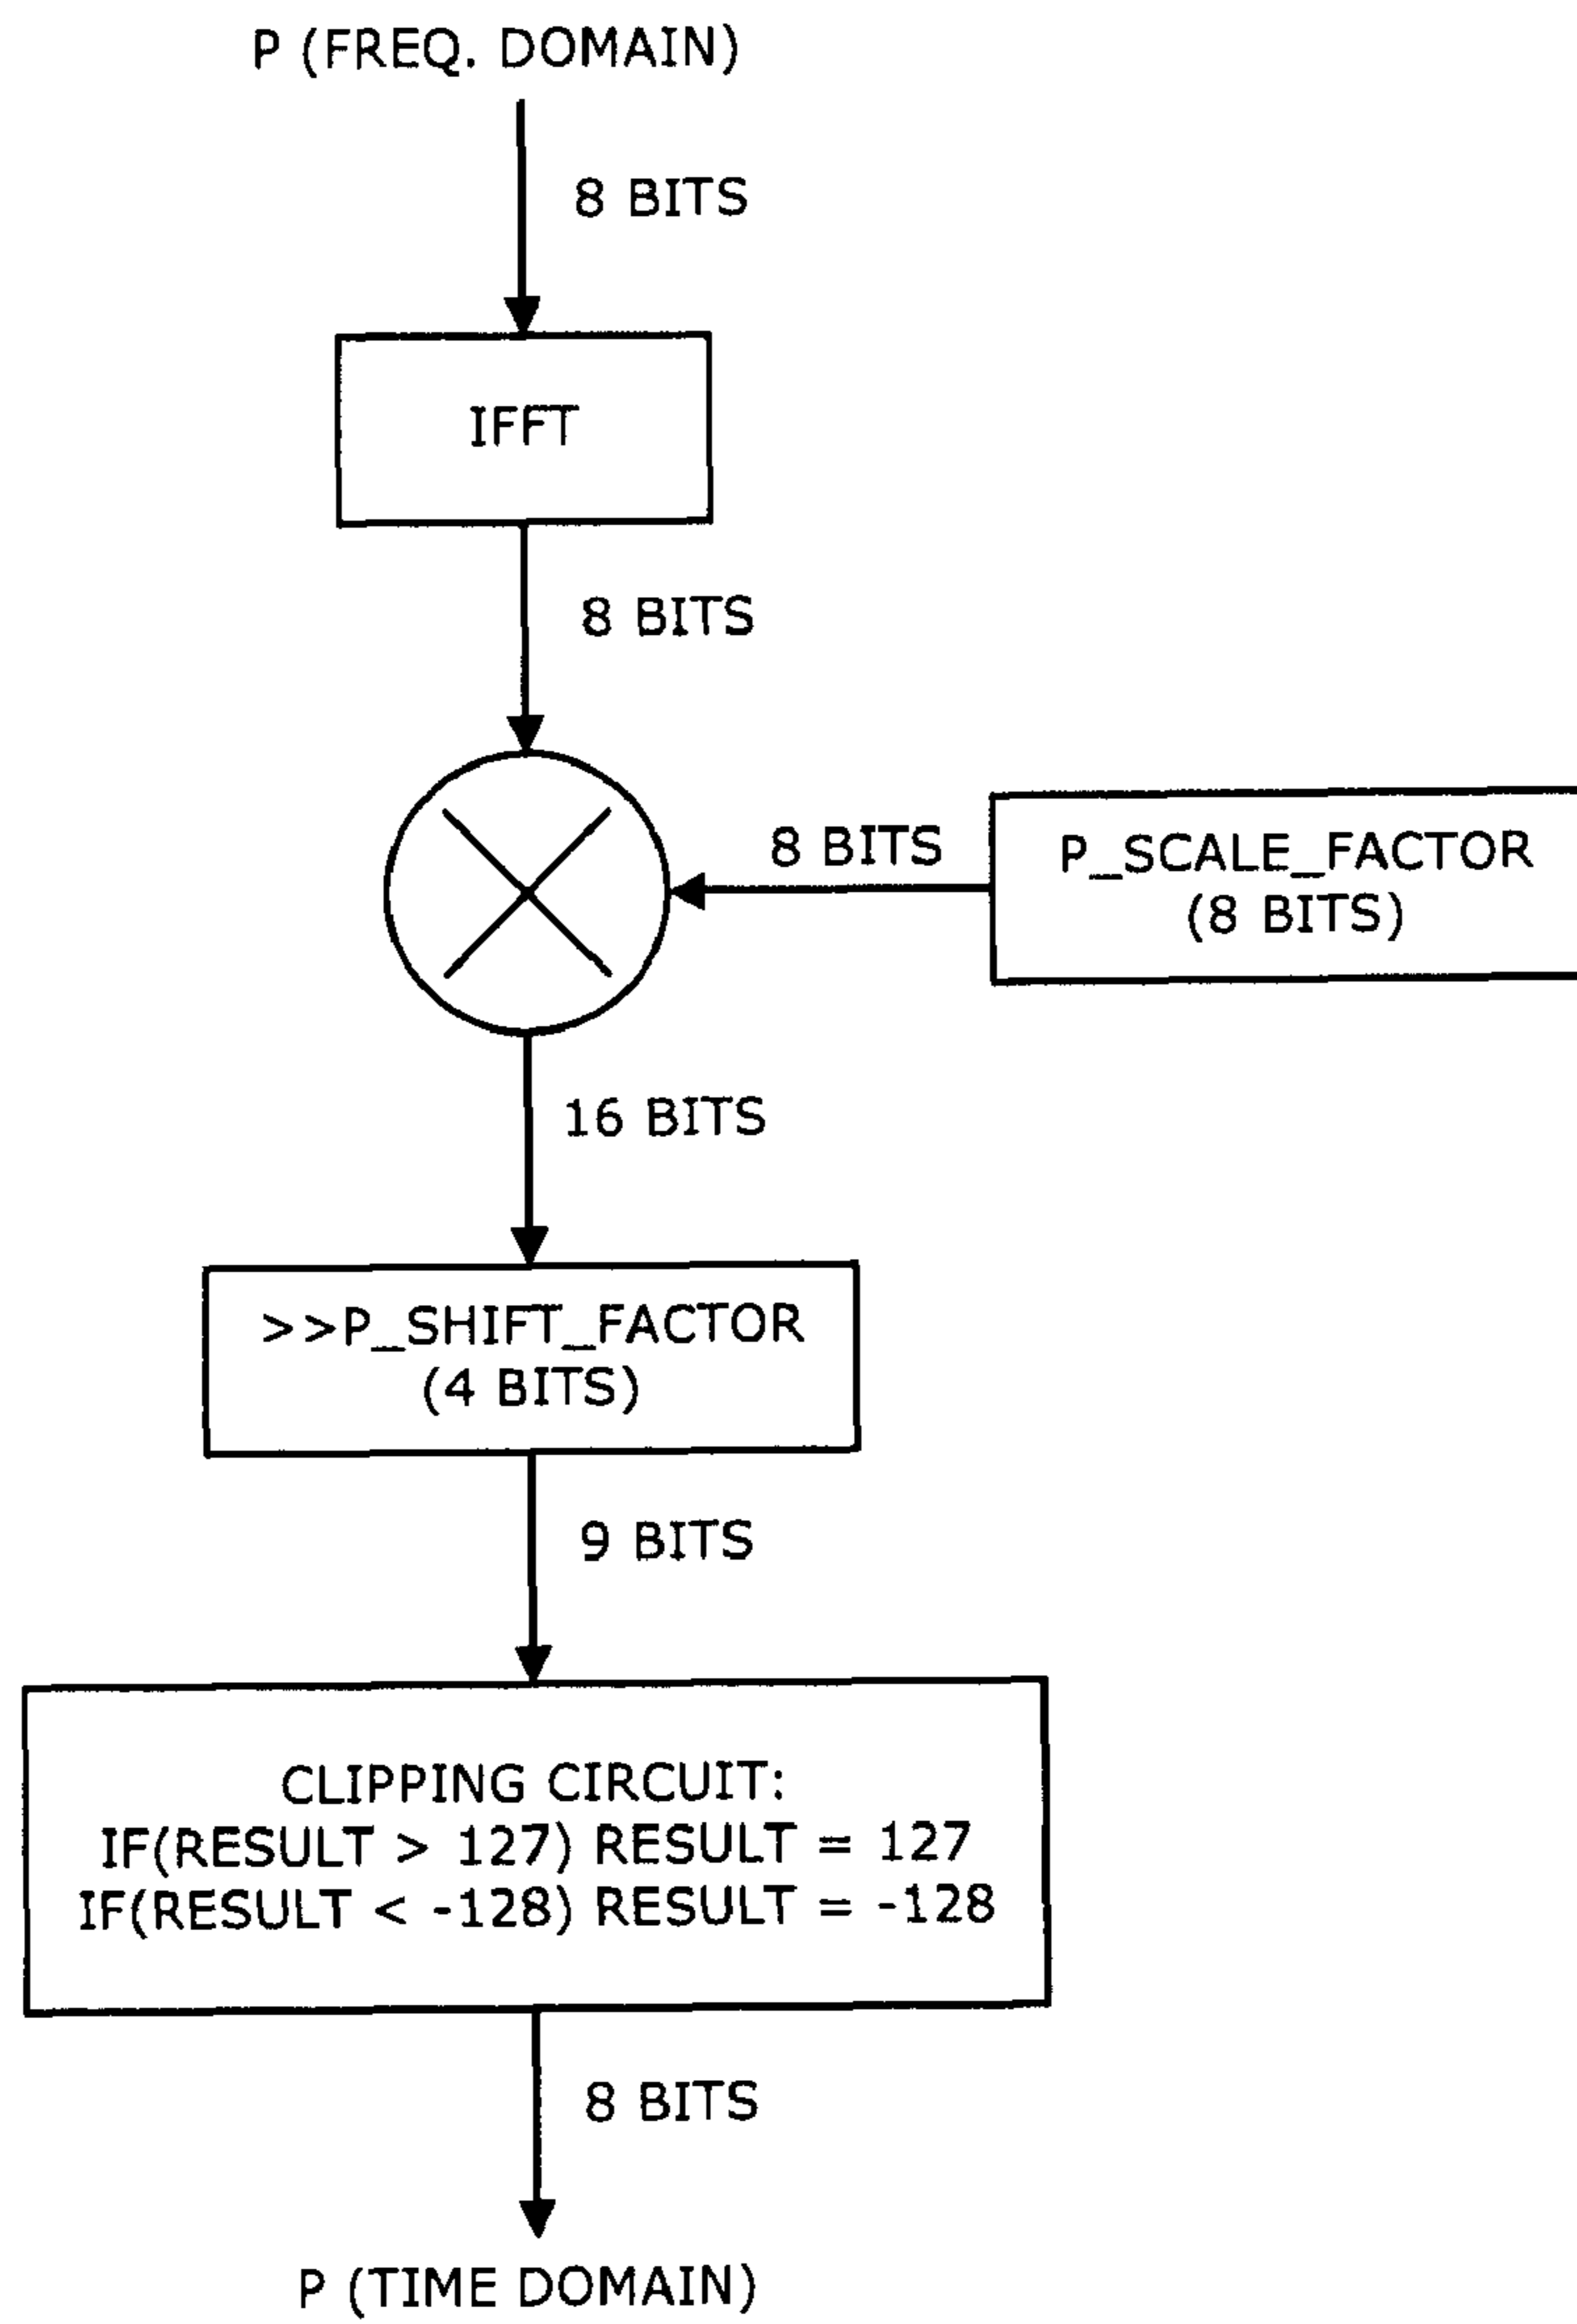 P (FREQ. DOMAIN)
8 BITS
IFFT
8 BITS
8 BITS
P_SCALE_FACTOR
(8 BITS)
16 BITS
>>P_SHIFT_FACTOR
(4 BITS)
9 BITS
CLIPPING CIRCUIT:
IF(RESULT > 127) RESULT = 127
IF(RESULT < -128) RESULT = -128
8 BITS
P (TIME DOMAIN)